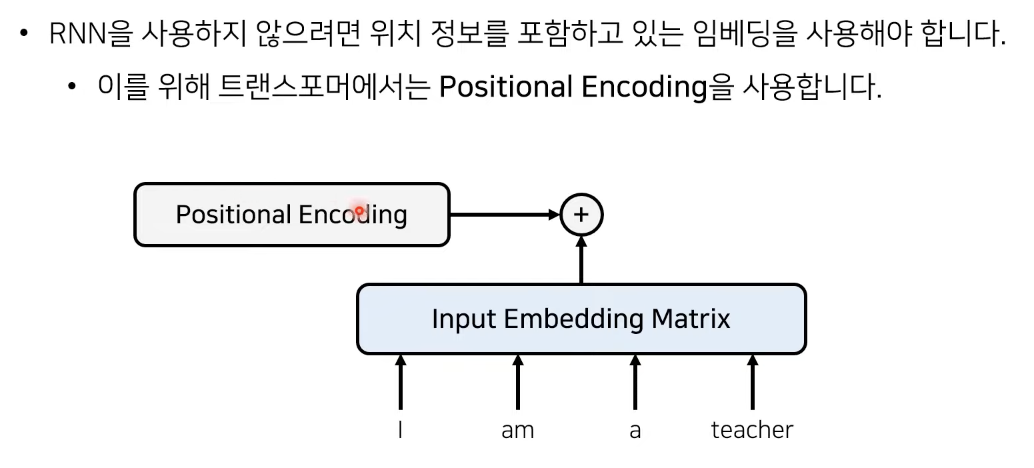 • RNN을 사용하지 않으려면 위치 정보를 포함하고 있는 임베딩을 사용해야 합니다.
• 이를 위해 트랜스포머에서는 Positional Encoding을 사용합니다.
Positional Encoding
+
Input Embedding Matrix
I am a teacher